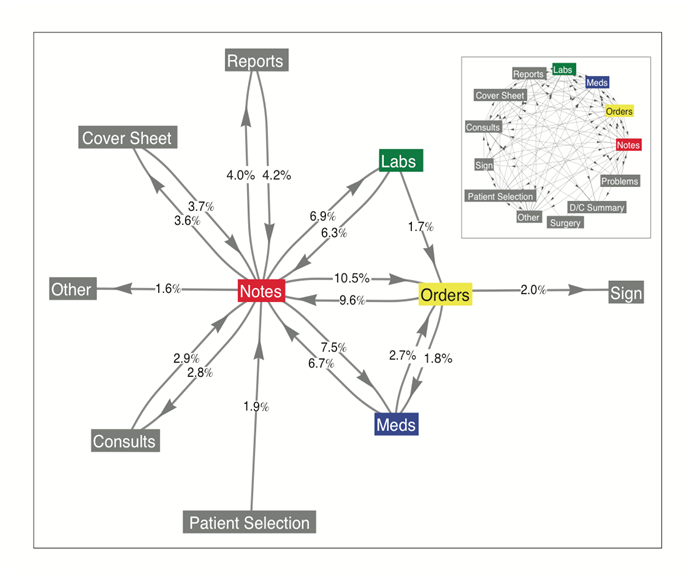 Reports
Labs
Reports
Meds
Cover Sheet
Orders
Consults
Notes
Sign
Problems
Patient Selection
D/C Summary
Other
Surgery
Cover Sheet
Labs
4.0%
4.2%
3.7%
3.6%
6.9%
6.3%
1.7%
Other
1.6%
Notes
10.5%
9.6%
Orders
2.0%
Sign
7.5%
6.7%
2.7%
1.8%
2.9%
2.8%
1.9%
Meds
Consults
Patient Selection